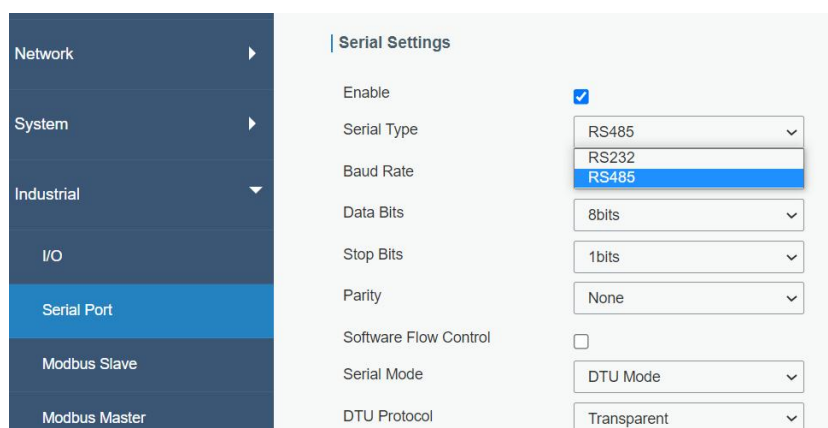 Network
System
Industrial
I/O
Serial Port
Modbus Slave
Modbus Master
Serial Settings
Enable
Serial Type RS485
RS232
RS485
Baud Rate
Data Bits 8bits
Stop Bits 1bits
Parity None
Software Flow Control
Serial Mode DTU Mode
DTU Protocol Transparent